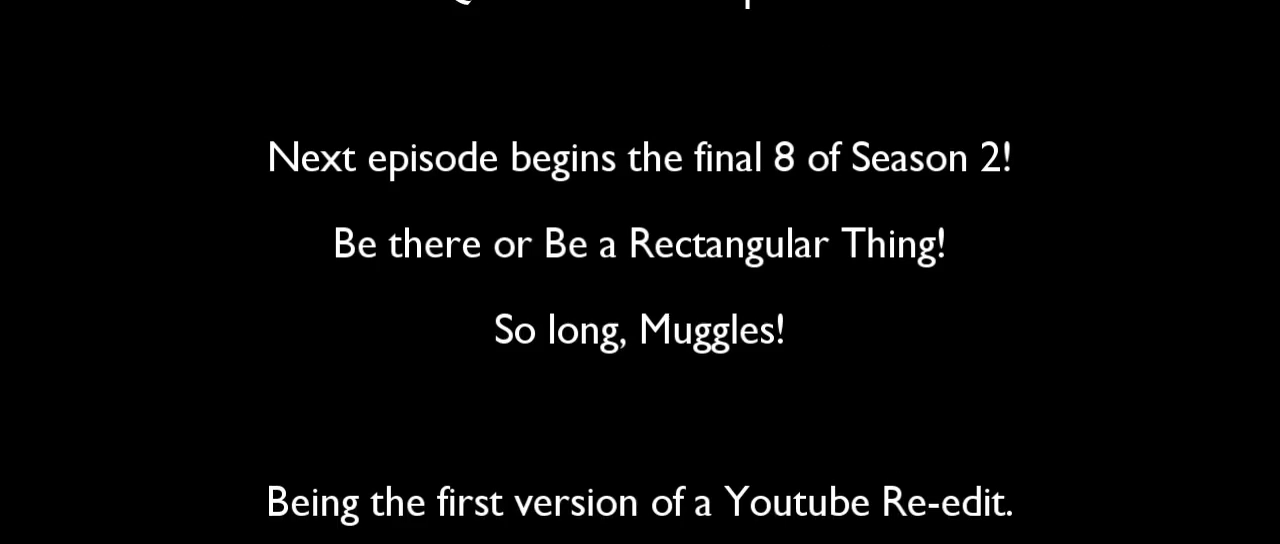 Next episode begins the final 8 of Season 2!
Be there or Be a Rectangular Thing!
So long, Muggles!
Being the first version of a Youtube Re-edit.